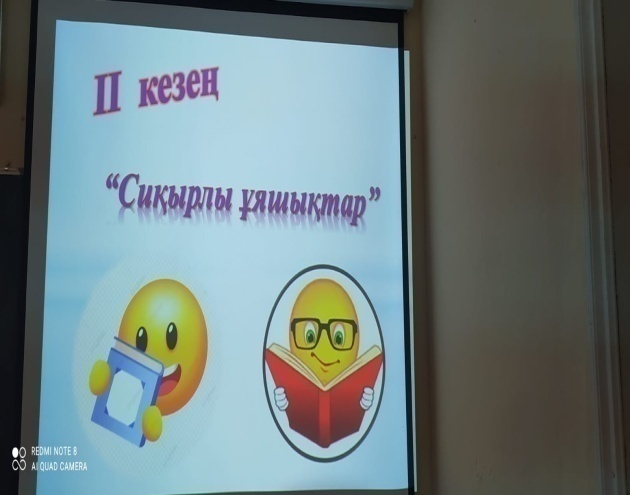 II кезең
“Сиқырлы ұяшықтар”
REDMI NOTE 8
AI QUAD CAMERA